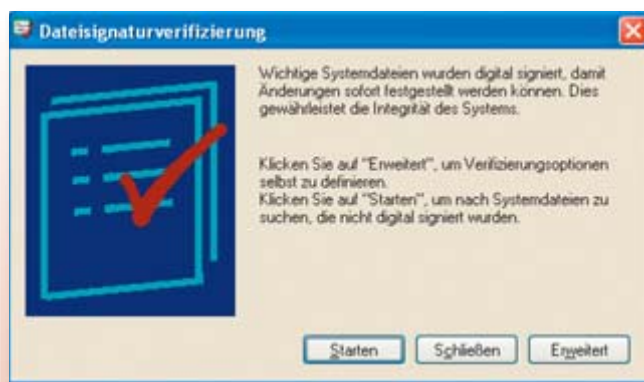 Dateisignaturverifizierung
Wichtige Systemdateien wurden digital signiert, damit
Änderungen sofort festgestellt werden können. Dies
gewährleistet die Integrität des Systems.
Klicken Sie auf "Erweitert", um Verifizierungsoptionen
selbst zu definieren.
Klicken Sie auf "Starten", um nach Systemdateien zu
suchen, die nicht digital signiert wurden.
Starten Schließen Erweitert